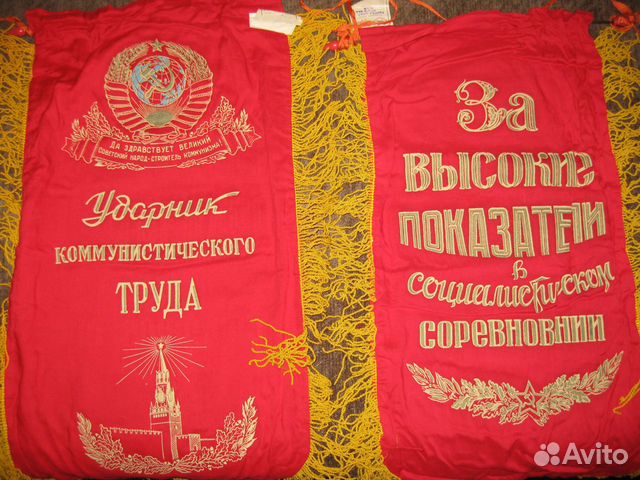 ДА ЗДРАВСТВУЕТ ВЕЛИКИЙ
СОВЕТСКИЙ НАРОД-СТРОИТЕЛЬ КОММУНИЗМА!
Ударник
КОММУНИСТИЧЕСКОГО
ТРУДА
За
ВЫСОКИЕ
ПОКАЗАТЕЛИ
в
социалистическом
СОРЕВНОВНИИ
Avito